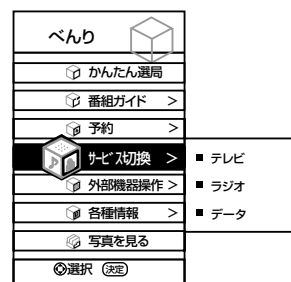 べんり
かんたん選局
番組ガイド >
予約 >
サービス切換 >
■ テレビ
外部機器操作 >
■ ラジオ
各種情報 >
■ データ
写真を見る
選択 決定